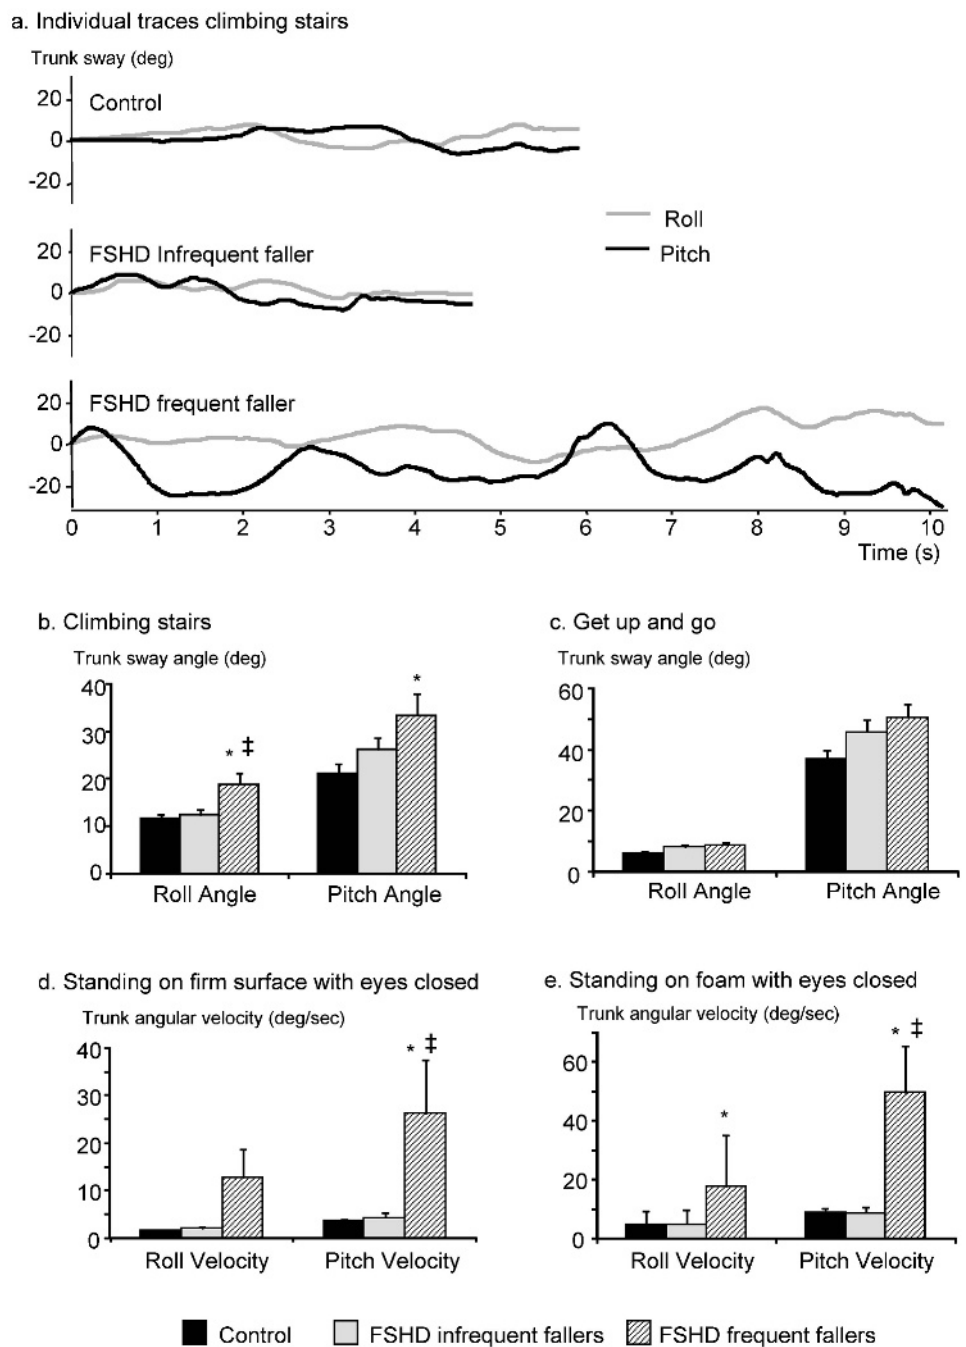 a. Individual traces climbing stairs
Trunk sway (deg)
20
Control
0
-20
Roll
Pitch
20
FSHD Infrequent faller
0
-20
20
FSHD frequent faller
0
-20
0 1 2 3 4 5 6 7 8 9 10
Time (s)
b. Climbing stairs
Trunk sway angle (deg)
40
30
20
10
0
* ‡
*
Roll Angle Pitch Angle
c. Get up and go
Trunk sway angle (deg)
60
40
20
0
Roll Angle Pitch Angle
d. Standing on firm surface with eyes closed
Trunk angular velocity (deg/sec)
40
30
20
10
0
* ‡
Roll Velocity Pitch Velocity
e. Standing on foam with eyes closed
Trunk angular velocity (deg/sec)
60
40
20
0
*
* ‡
Roll Velocity Pitch Velocity
Control FSHD infrequent fallers FSHD frequent fallers